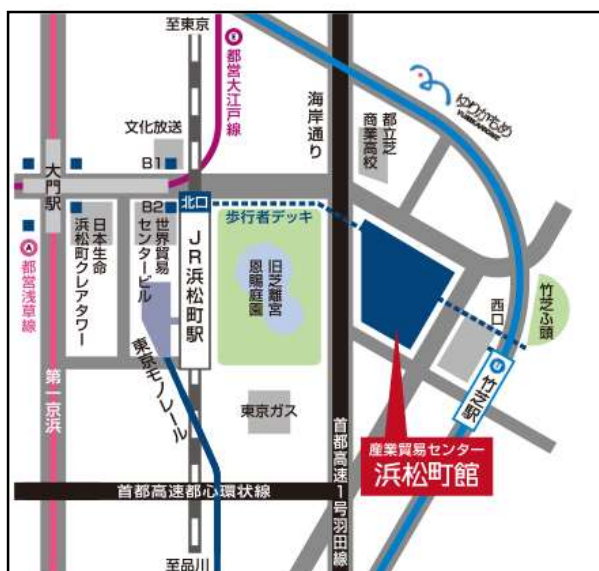 至東京
E
都営大江戸線
海岸通り
ゆりかもめ
YURIKAMOME
都立芝
商業高校
文化放送
B1
大門駅
B2
北口
歩行者デッキ
日本生命
浜松町クレアタワー
世界貿易
センタービル
JR浜松町駅
旧芝離宮
恩賜庭園
A
都営浅草線
西口
竹芝ふ頭
竹芝駅
第一京浜
東京モノレール
東京ガス
首都高速1号羽田線
産業貿易センター
浜松町館
首都高速都心環状線
至品川